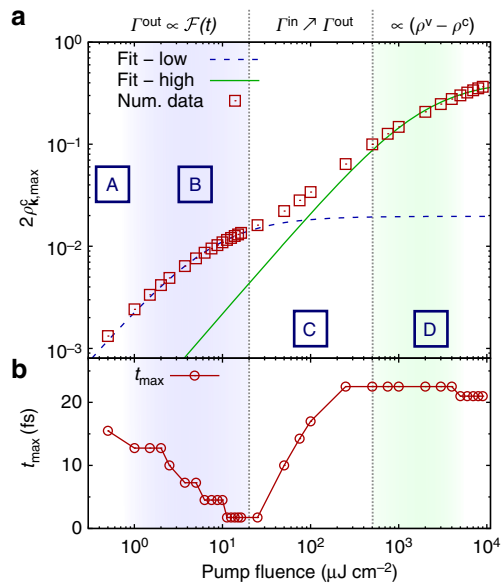 Γout ∝ 𝓕(t) Γin ↗ Γout ∝ (ρv − ρc)
a
10⁰
Fit – low
Fit – high
Num. data
10⁻¹
A B
2ρᶜk,max
10⁻²
C D
10⁻³
b
tmax
20
tmax (fs)
10
0
10⁰ 10¹ 10² 10³ 10⁴
Pump fluence (μJ cm⁻²)